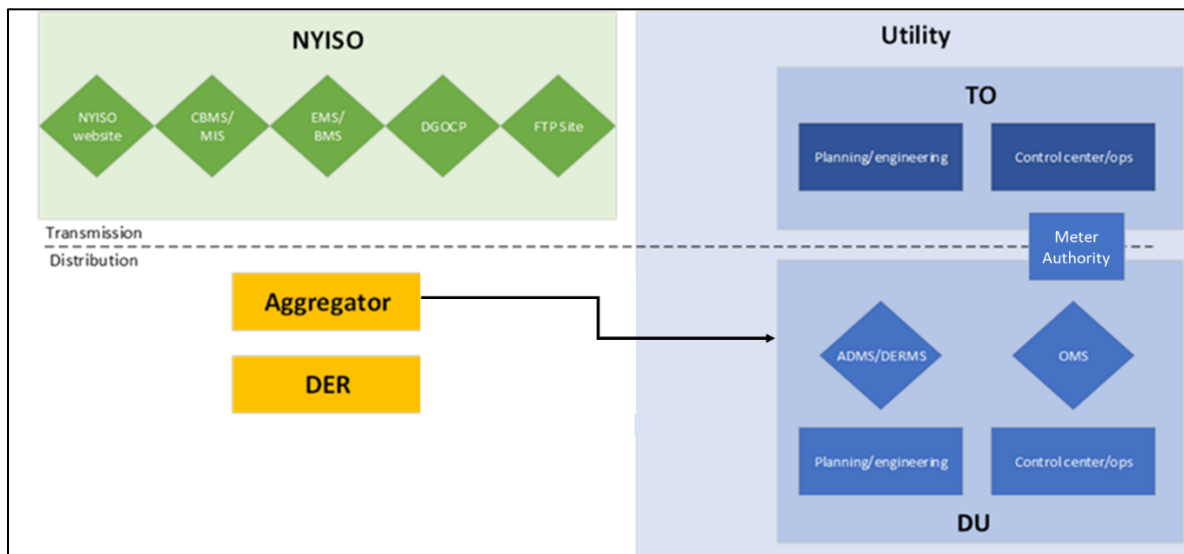 NYISO
NYISO
website
CBMS/
MIS
EMS/
BMS
DGOCP
FTP Site
Utility
TO
Planning/engineering
Control center/ops
Transmission
Distribution
Meter
Authority
Aggregator
DER
ADMS/DERMS
OMS
Planning/engineering
Control center/ops
DU